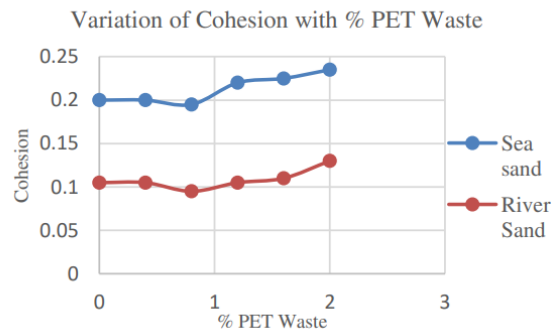 Variation of Cohesion with % PET Waste
0.25
0.2
0.15
0.1
0.05
0
Cohesion
0 1 2 3
% PET Waste
Sea
sand
River
Sand